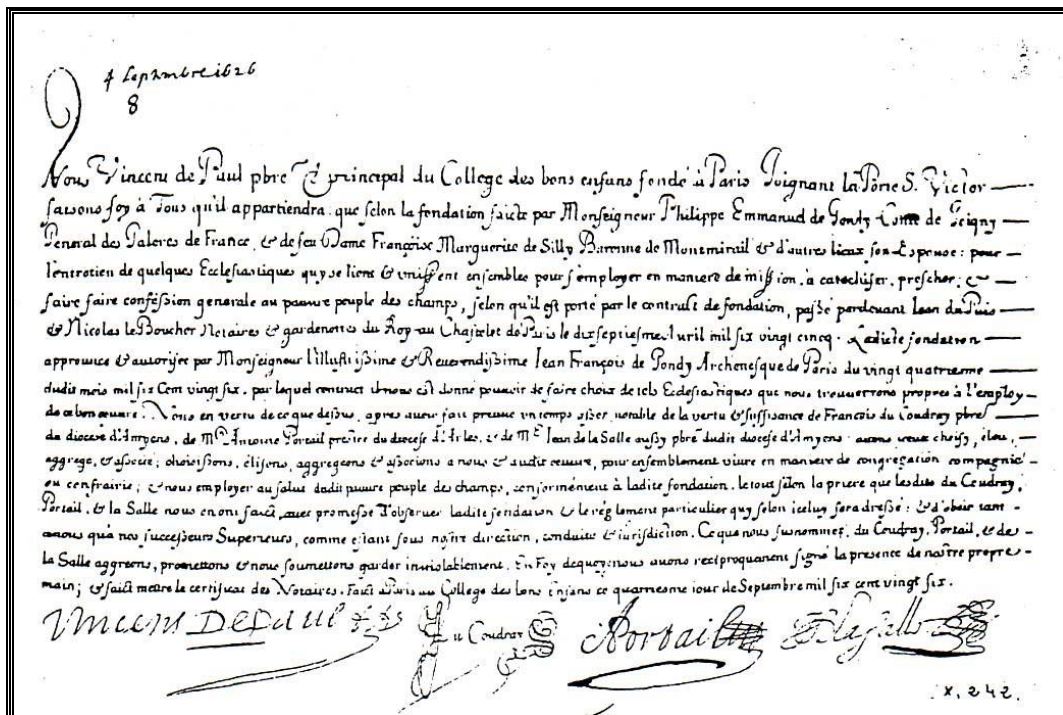 4 Septembre 1626
8
Nous Vincent de Paul pbre & principal du College des bons enfans fondé à Paris Joignant la Porte S. Victor
faisons foy à Tous qu'il appartiendra que selon la fondation faicte par Monseigneur Philippe Emmanuel de Gondy Comte de Joigny
General des Galeres de France, & de feu Dame Françoise Marguerite de Silly Baronne de Montmirail & d'autres lieux son Espouse: pour
l'entretien de quelques Ecclesiastiques quy se lient & unissent ensembles pour s'employer en maniere de mission, à catechiser, prescher, &
faire faire confession generale au pauvre peuple des champs, selon qu'il est porté par le contract de fondation, passé pardevant Jean du Puis
& Nicolas le Boucher Notaires & gardenottes du Roy au Chastelet de Paris le dixseptiesme Avril mil six vingt cinq. Ladicte fondation
approuvée & autorisee par Monseigneur l'Illustrissime & Reverendissime Jean François de Gondy Archevesque de Paris du vingt quatrieme
dudit mois mil six Cent vingt six, par lequel contract il nous est donné pouvoir de faire choix de tels Ecclesiastiques que nous trouverrons propres à l'employ
de ce bon œuvre: Nous en vertu de ce que dessus, apres avoir fait preuve un temps assez notable de la vertu & suffisance de François du Coudray pbre
du diocese d'Amyens, de Mre Antoine Portail prestre du diocese d'Arles, & de Mre Jean de la Salle aussy pbre dudit diocese d'Amyens avons choisy, éleu,
aggregé, & associé; choisissons, élisons, aggregeons & associons a nous & audit œuvre, pour ensemblement vivre en maniere de congregation compagnie
ou confrairie; & nous employer au salut dudit pauvre peuple des champs, conformément à ladite fondation. le tout selon la priere que lesdits du Coudray,
Portail, & la Salle nous en ont faict, avec promesse d'observer ladite fondation & le réglement particulier quy selon iceluy sera dressé: & d'obeir tant
à nous qu'à nos successeurs Superieurs, comme estant sous nostre direction, conduite & jurisdiction. Ce que nous susnommez, du Coudray, Portail, & de
la Salle aggreons, promettons & nous soumettons garder inviolablement. En Foy dequoy nous avons reciproquement signé la presence de nostre propre
main; & faict mettre le certificat des Notaires. Faict à Paris au College des bons Enfans ce quatriesme jour de Septembre mil six cent vingt six.
Vincent Depaul du Coudray A Portail J de la Salle
X. 242.